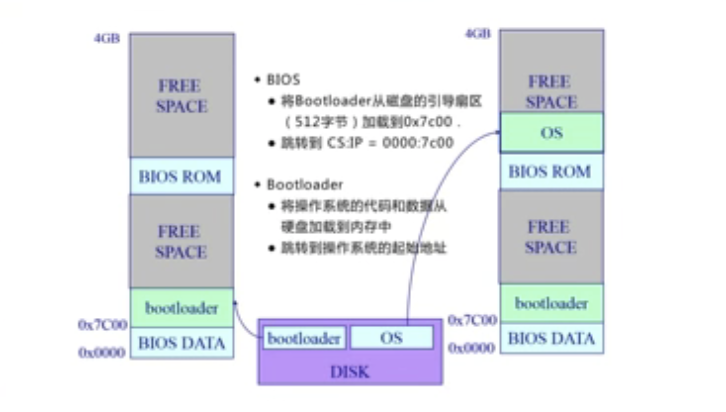 4GB
FREE
SPACE
BIOS ROM
FREE
SPACE
bootloader
0x7C00
BIOS DATA
0x0000
• BIOS
• 将Bootloader从磁盘的引导扇区
（512字节）加载到0x7c00 .
• 跳转到 CS:IP = 0000:7c00
• Bootloader
• 将操作系统的代码和数据从
硬盘加载到内存中
• 跳转到操作系统的起始地址
bootloader
OS
DISK
4GB
FREE
SPACE
OS
BIOS ROM
FREE
SPACE
bootloader
0x7C00
BIOS DATA
0x0000